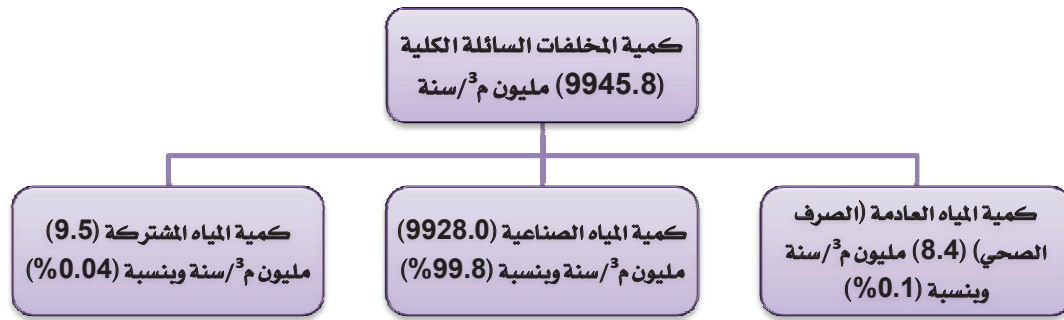 كمية المخلفات السائلة الكلية
(9945.8) مليون م³/سنة
كمية المياه العادمة (الصرف
الصحي) (8.4) مليون م³/سنة
وبنسبة (0.1%)
كمية المياه الصناعية (9928.0)
مليون م³/سنة وبنسبة (99.8%)
كمية المياه المشتركة (9.5)
مليون م³/سنة وبنسبة (0.04%)